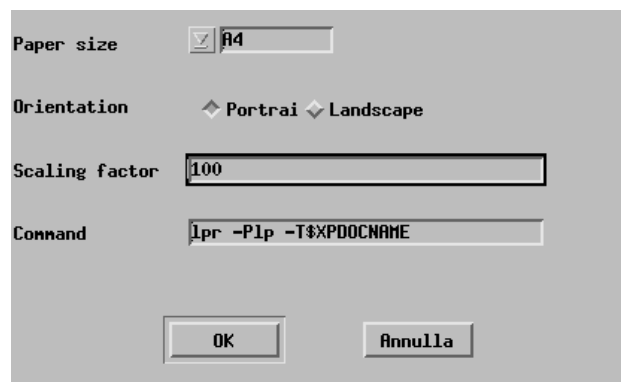 Paper size A4
Orientation Portrai Landscape
Scaling factor 100
Command lpr -Plp -T$XPDOCNAME
OK Annulla